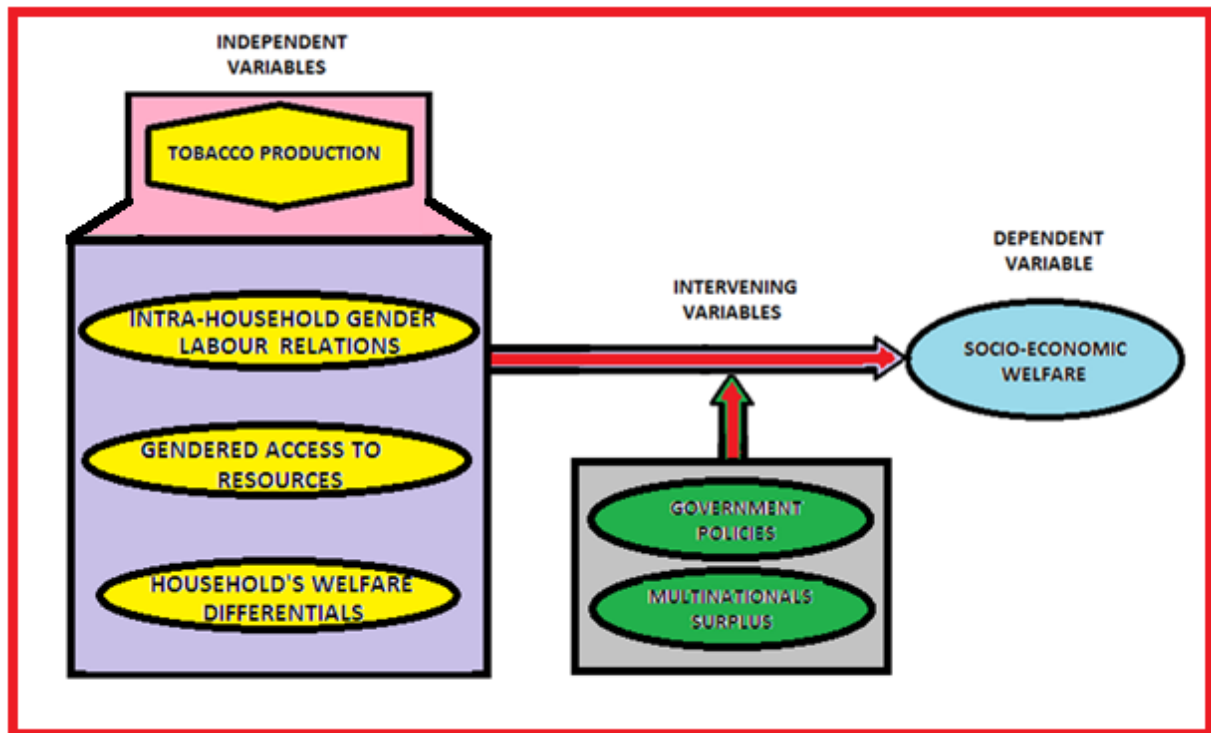 INDEPENDENT
VARIABLES
TOBACCO PRODUCTION
INTRA-HOUSEHOLD GENDER
LABOUR RELATIONS
GENDERED ACCESS TO
RESOURCES
HOUSEHOLD'S WELFARE
DIFFERENTIALS
INTERVENING
VARIABLES
GOVERNMENT
POLICIES
MULTINATIONALS
SURPLUS
DEPENDENT
VARIABLE
SOCIO-ECONOMIC
WELFARE